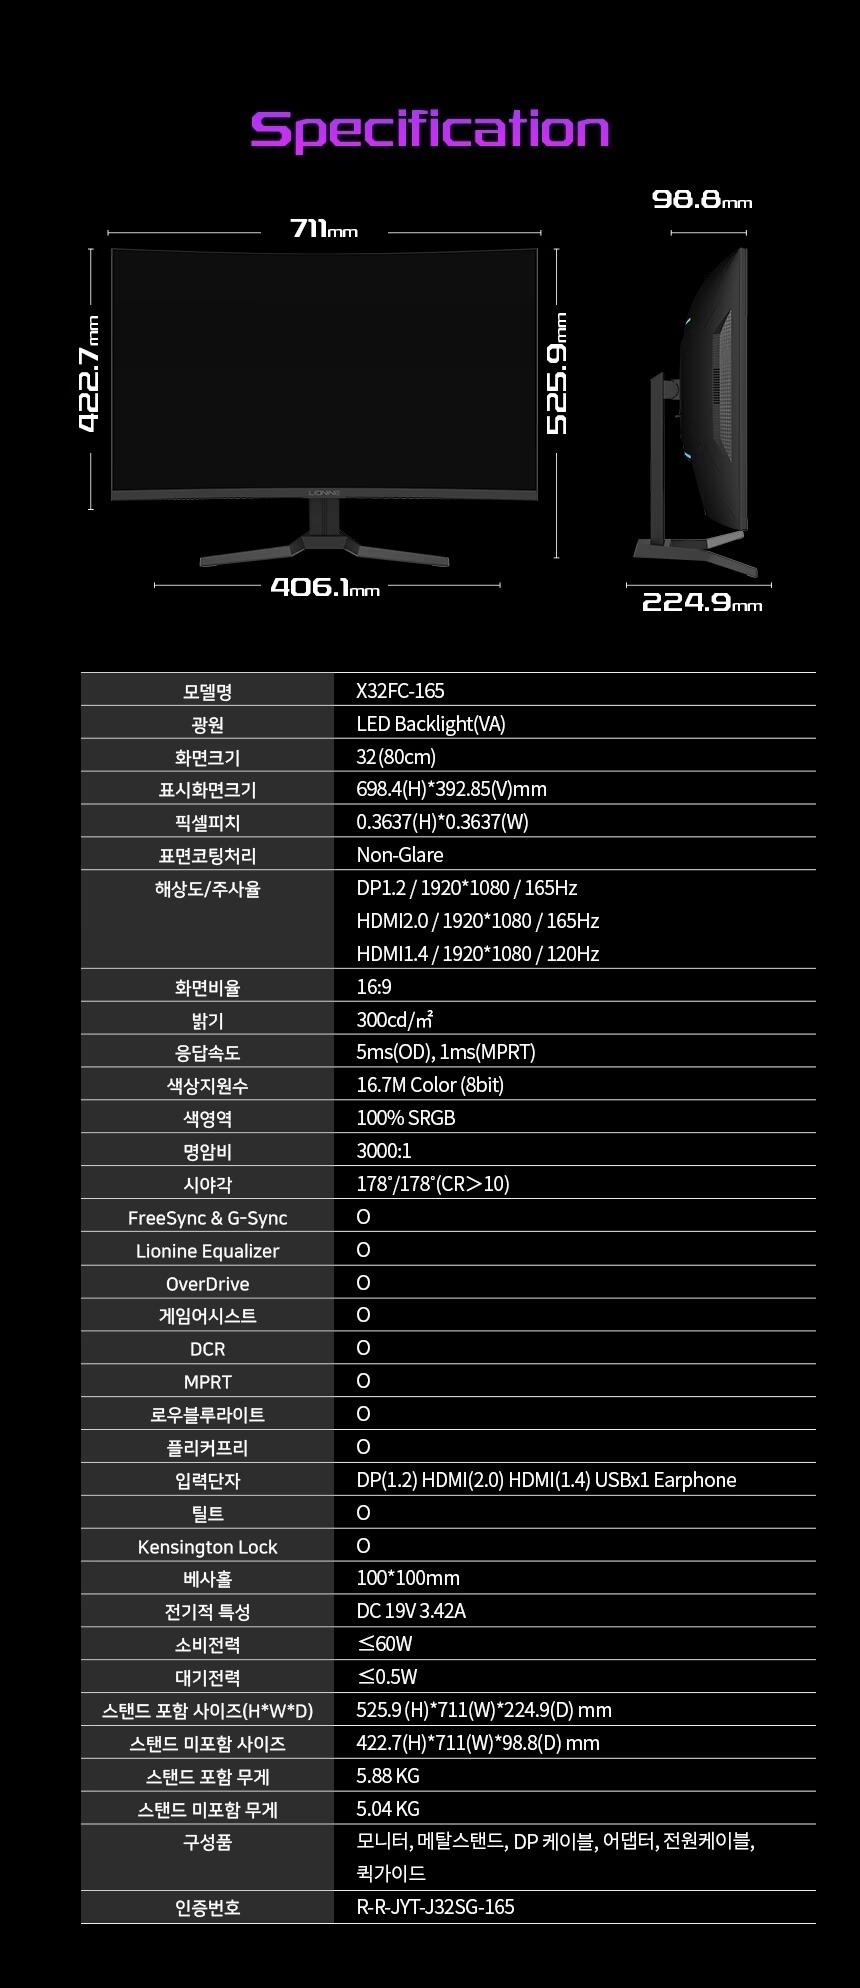 Specification
98.8mm
711mm
422.7mm
525.9mm
LIONINE
406.1mm
224.9mm
모델명 X32FC-165
광원 LED Backlight(VA)
화면크기 32(80cm)
표시화면크기 698.4(H)*392.85(V)mm
픽셀피치 0.3637(H)*0.3637(W)
표면코팅처리 Non-Glare
해상도/주사율 DP1.2 / 1920*1080 / 165Hz
HDMI2.0 / 1920*1080 / 165Hz
HDMI1.4 / 1920*1080 / 120Hz
화면비율 16:9
밝기 300cd/㎡
응답속도 5ms(OD), 1ms(MPRT)
색상지원수 16.7M Color (8bit)
색영역 100% SRGB
명암비 3000:1
시야각 178°/178°(CR＞10)
FreeSync & G-Sync O
Lionine Equalizer O
OverDrive O
게임어시스트 O
DCR O
MPRT O
로우블루라이트 O
플리커프리 O
입력단자 DP(1.2) HDMI(2.0) HDMI(1.4) USBx1 Earphone
틸트 O
Kensington Lock O
베사홀 100*100mm
전기적 특성 DC 19V 3.42A
소비전력 ≤60W
대기전력 ≤0.5W
스탠드 포함 사이즈(H*W*D) 525.9 (H)*711(W)*224.9(D) mm
스탠드 미포함 사이즈 422.7(H)*711(W)*98.8(D) mm
스탠드 포함 무게 5.88 KG
스탠드 미포함 무게 5.04 KG
구성품 모니터, 메탈스탠드, DP 케이블, 어댑터, 전원케이블,
퀵가이드
인증번호 R-R-JYT-J32SG-165